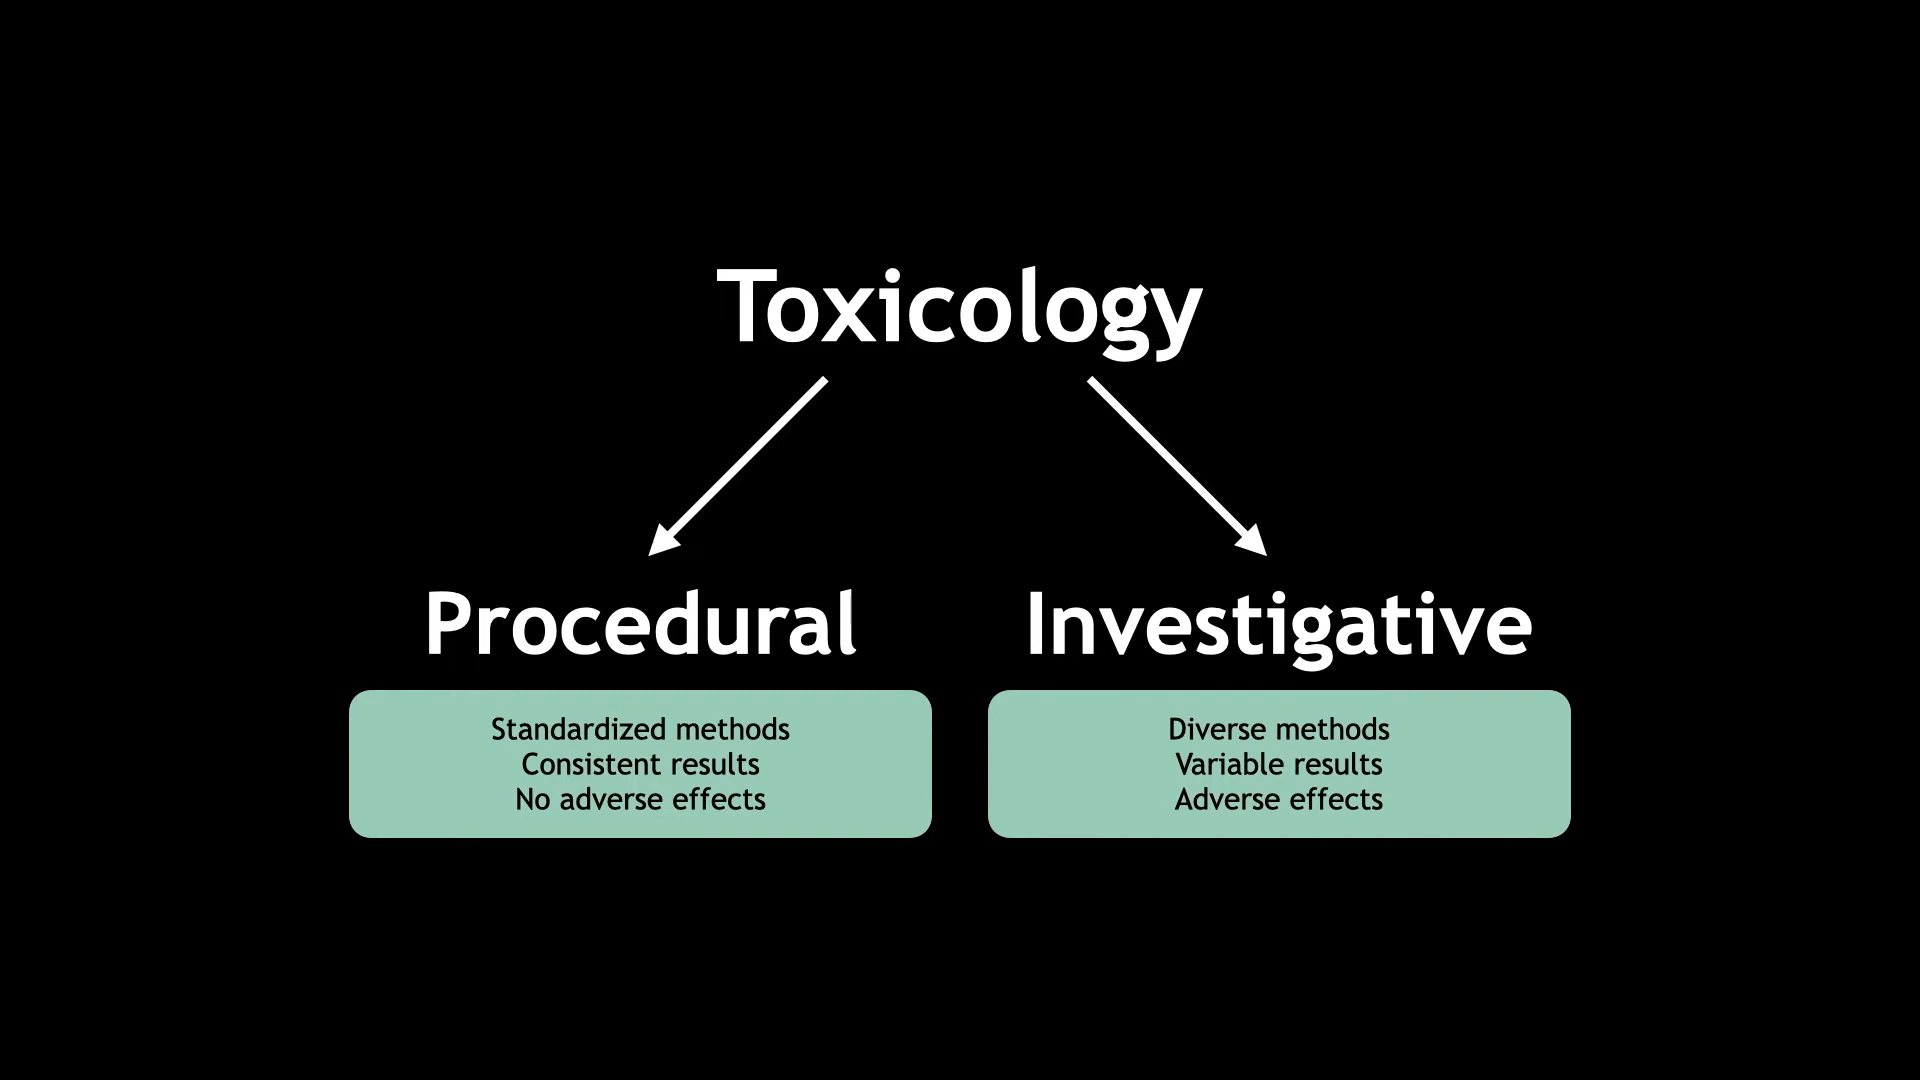 Toxicology
Procedural
Investigative
Standardized methods
Consistent results
No adverse effects
Diverse methods
Variable results
Adverse effects